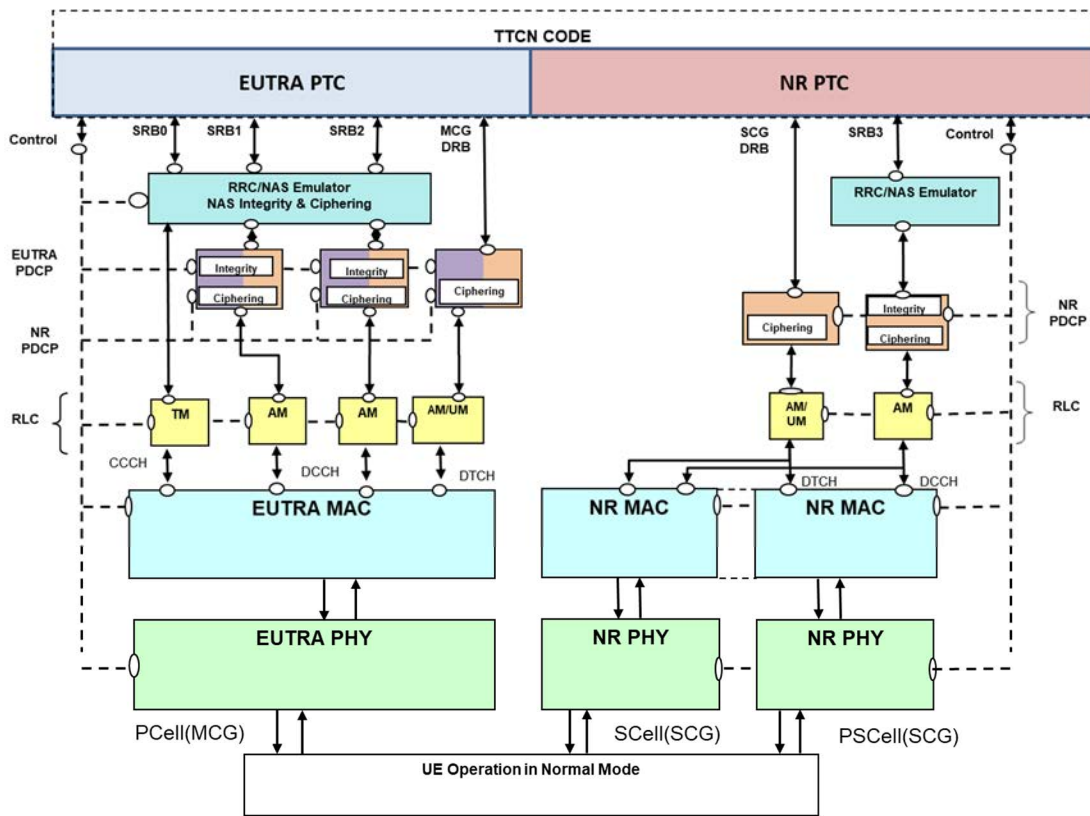 TTCN CODE
EUTRA PTC
NR PTC
Control
SRB0
SRB1
SRB2
MCG
DRB
SCG
DRB
SRB3
Control
RRC/NAS Emulator
NAS Integrity & Ciphering
RRC/NAS Emulator
EUTRA
PDCP
Integrity
Ciphering
Integrity
Ciphering
Ciphering
NR
PDCP
Ciphering
Integrity
Ciphering
NR
PDCP
RLC
TM
AM
AM
AM/UM
AM/
UM
AM
RLC
CCCH
DCCH
DTCH
DTCH
DCCH
EUTRA MAC
NR MAC
NR MAC
EUTRA PHY
NR PHY
NR PHY
PCell(MCG)
SCell(SCG)
PSCell(SCG)
UE Operation in Normal Mode